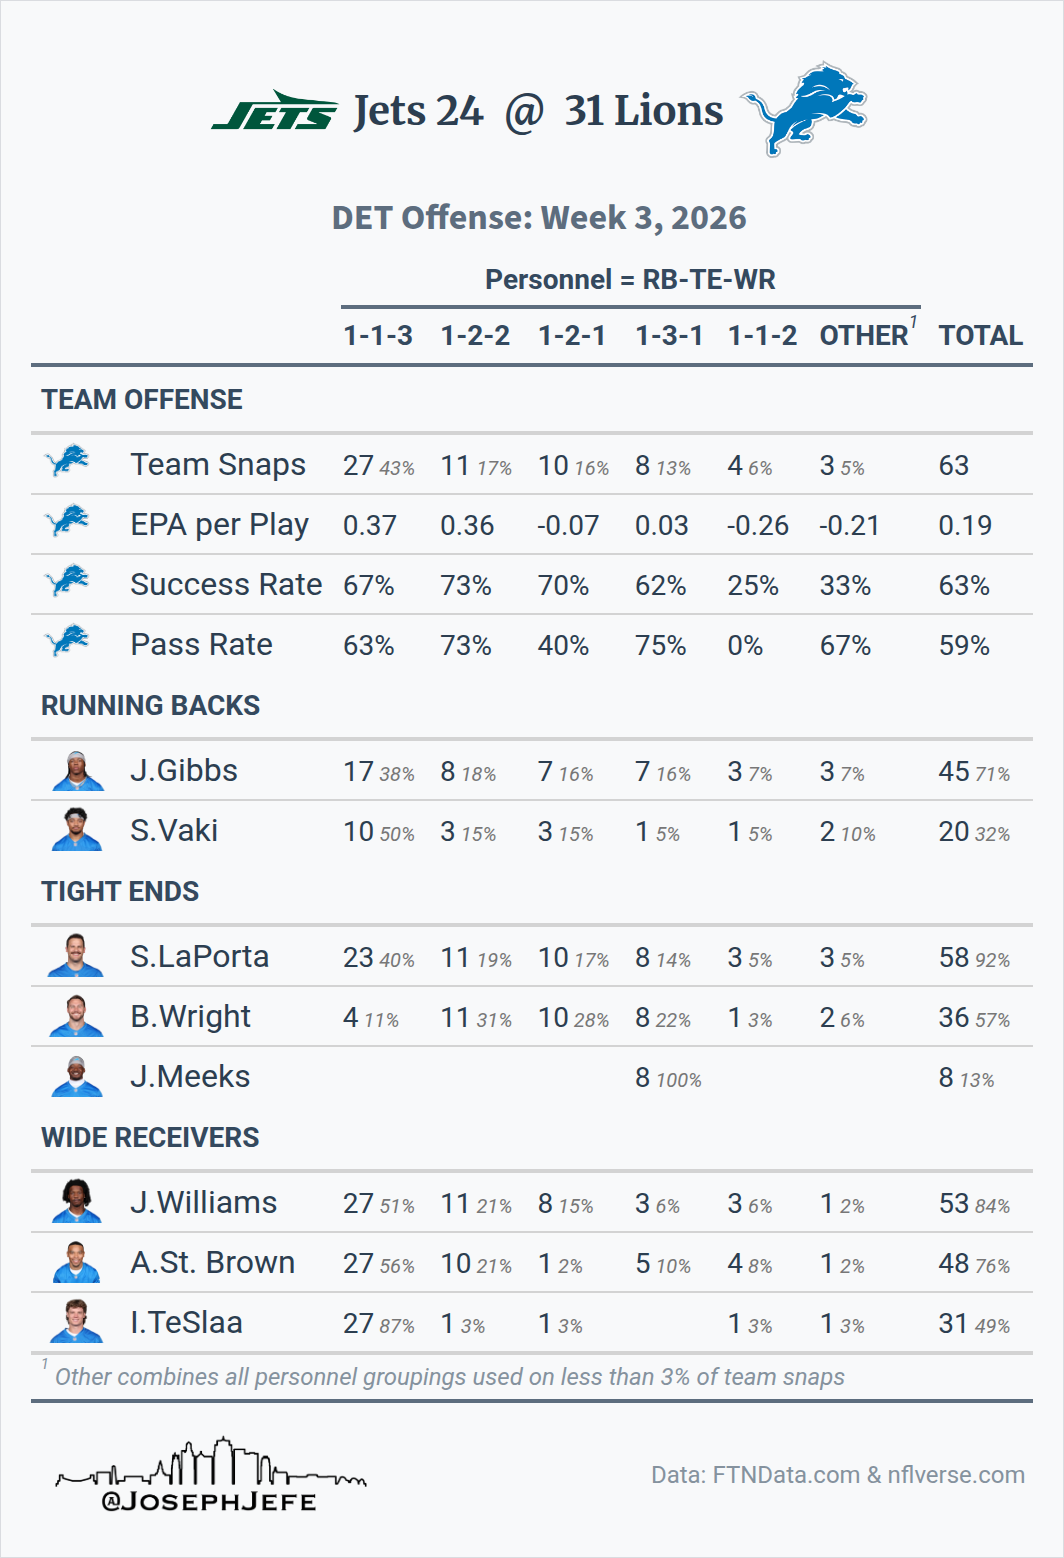 JETS Jets 24 @ 31 Lions
DET Offense: Week 3, 2026
Personnel = RB-TE-WR
1-1-3 1-2-2 1-2-1 1-3-1 1-1-2 OTHER1 TOTAL
TEAM OFFENSE
Team Snaps 27 43% 11 17% 10 16% 8 13% 4 6% 3 5% 63
EPA per Play 0.37 0.36 -0.07 0.03 -0.26 -0.21 0.19
Success Rate 67% 73% 70% 62% 25% 33% 63%
Pass Rate 63% 73% 40% 75% 0% 67% 59%
RUNNING BACKS
J.Gibbs 17 38% 8 18% 7 16% 7 16% 3 7% 3 7% 45 71%
S.Vaki 10 50% 3 15% 3 15% 1 5% 1 5% 2 10% 20 32%
TIGHT ENDS
S.LaPorta 23 40% 11 19% 10 17% 8 14% 3 5% 3 5% 58 92%
B.Wright 4 11% 11 31% 10 28% 8 22% 1 3% 2 6% 36 57%
J.Meeks 8 100% 8 13%
WIDE RECEIVERS
J.Williams 27 51% 11 21% 8 15% 3 6% 3 6% 1 2% 53 84%
A.St. Brown 27 56% 10 21% 1 2% 5 10% 4 8% 1 2% 48 76%
I.TeSlaa 27 87% 1 3% 1 3% 1 3% 1 3% 31 49%
1 Other combines all personnel groupings used on less than 3% of team snaps
@JOSEPHJEFE
Data: FTNData.com & nflverse.com